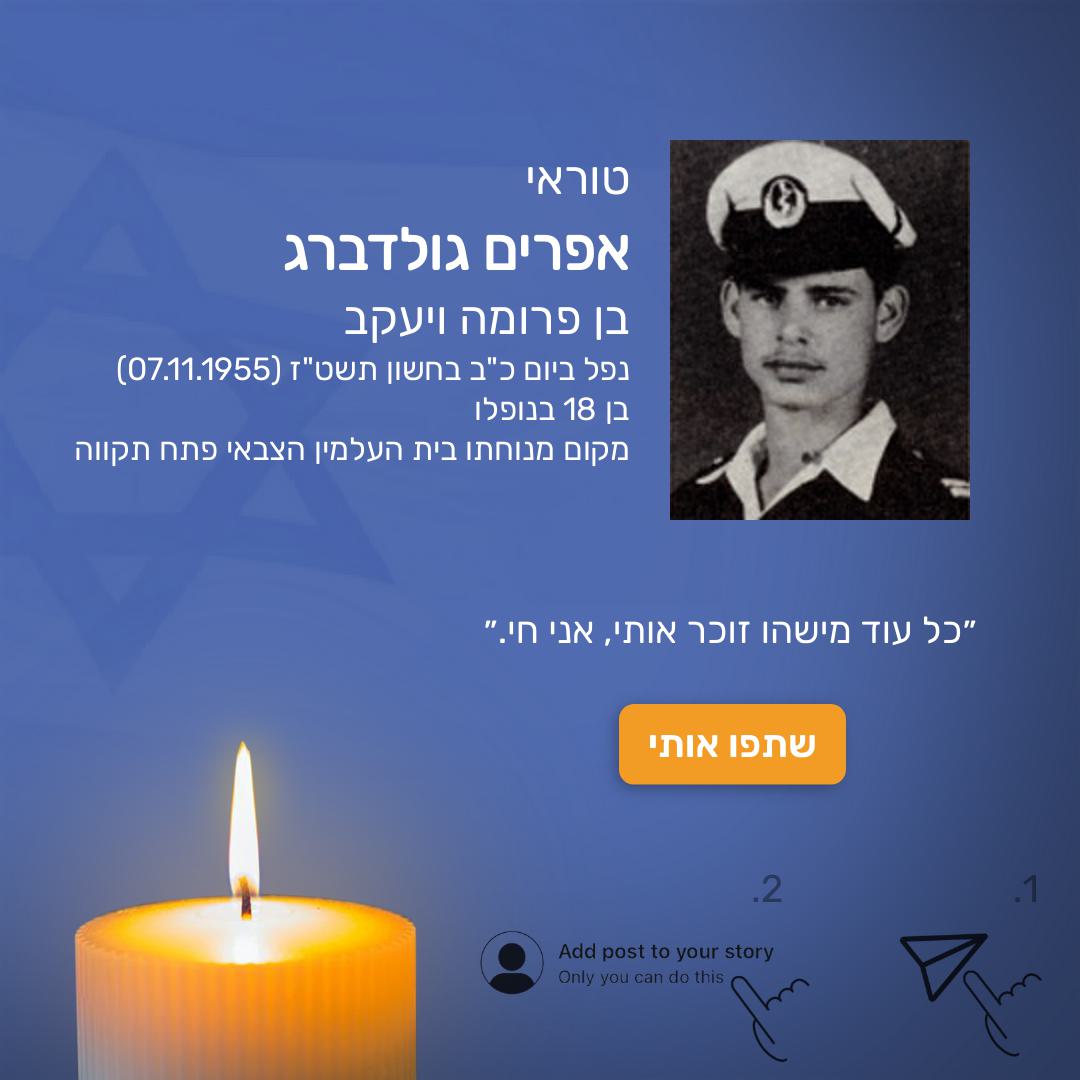 טוראי
אפרים גולדברג
בן פרומה ויעקב
נפל ביום כ"ב בחשון תשט"ז (07.11.1955)
בן 18 בנופלו
מקום מנוחתו בית העלמין הצבאי פתח תקווה
״כל עוד מישהו זוכר אותי, אני חי.״
שתפו אותי
1.
2.
Add post to your story
Only you can do this